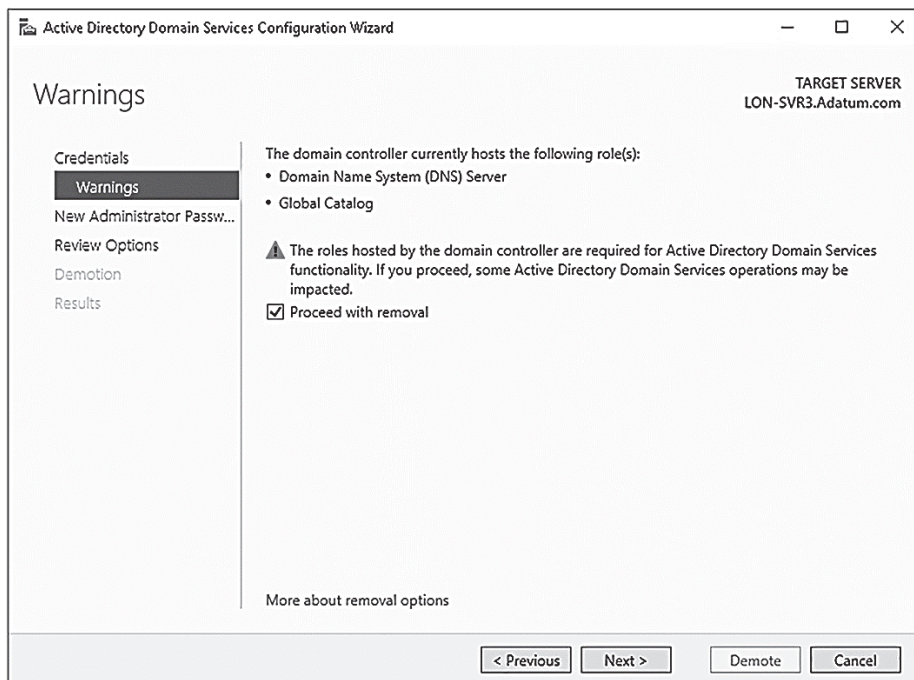 Active Directory Domain Services Configuration Wizard
Warnings
TARGET SERVER
LON-SVR3.Adatum.com
Credentials
Warnings
New Administrator Passw...
Review Options
Demotion
Results
The domain controller currently hosts the following role(s):
• Domain Name System (DNS) Server
• Global Catalog
The roles hosted by the domain controller are required for Active Directory Domain Services
functionality. If you proceed, some Active Directory Domain Services operations may be
impacted.
Proceed with removal
More about removal options
< Previous
Next >
Demote
Cancel